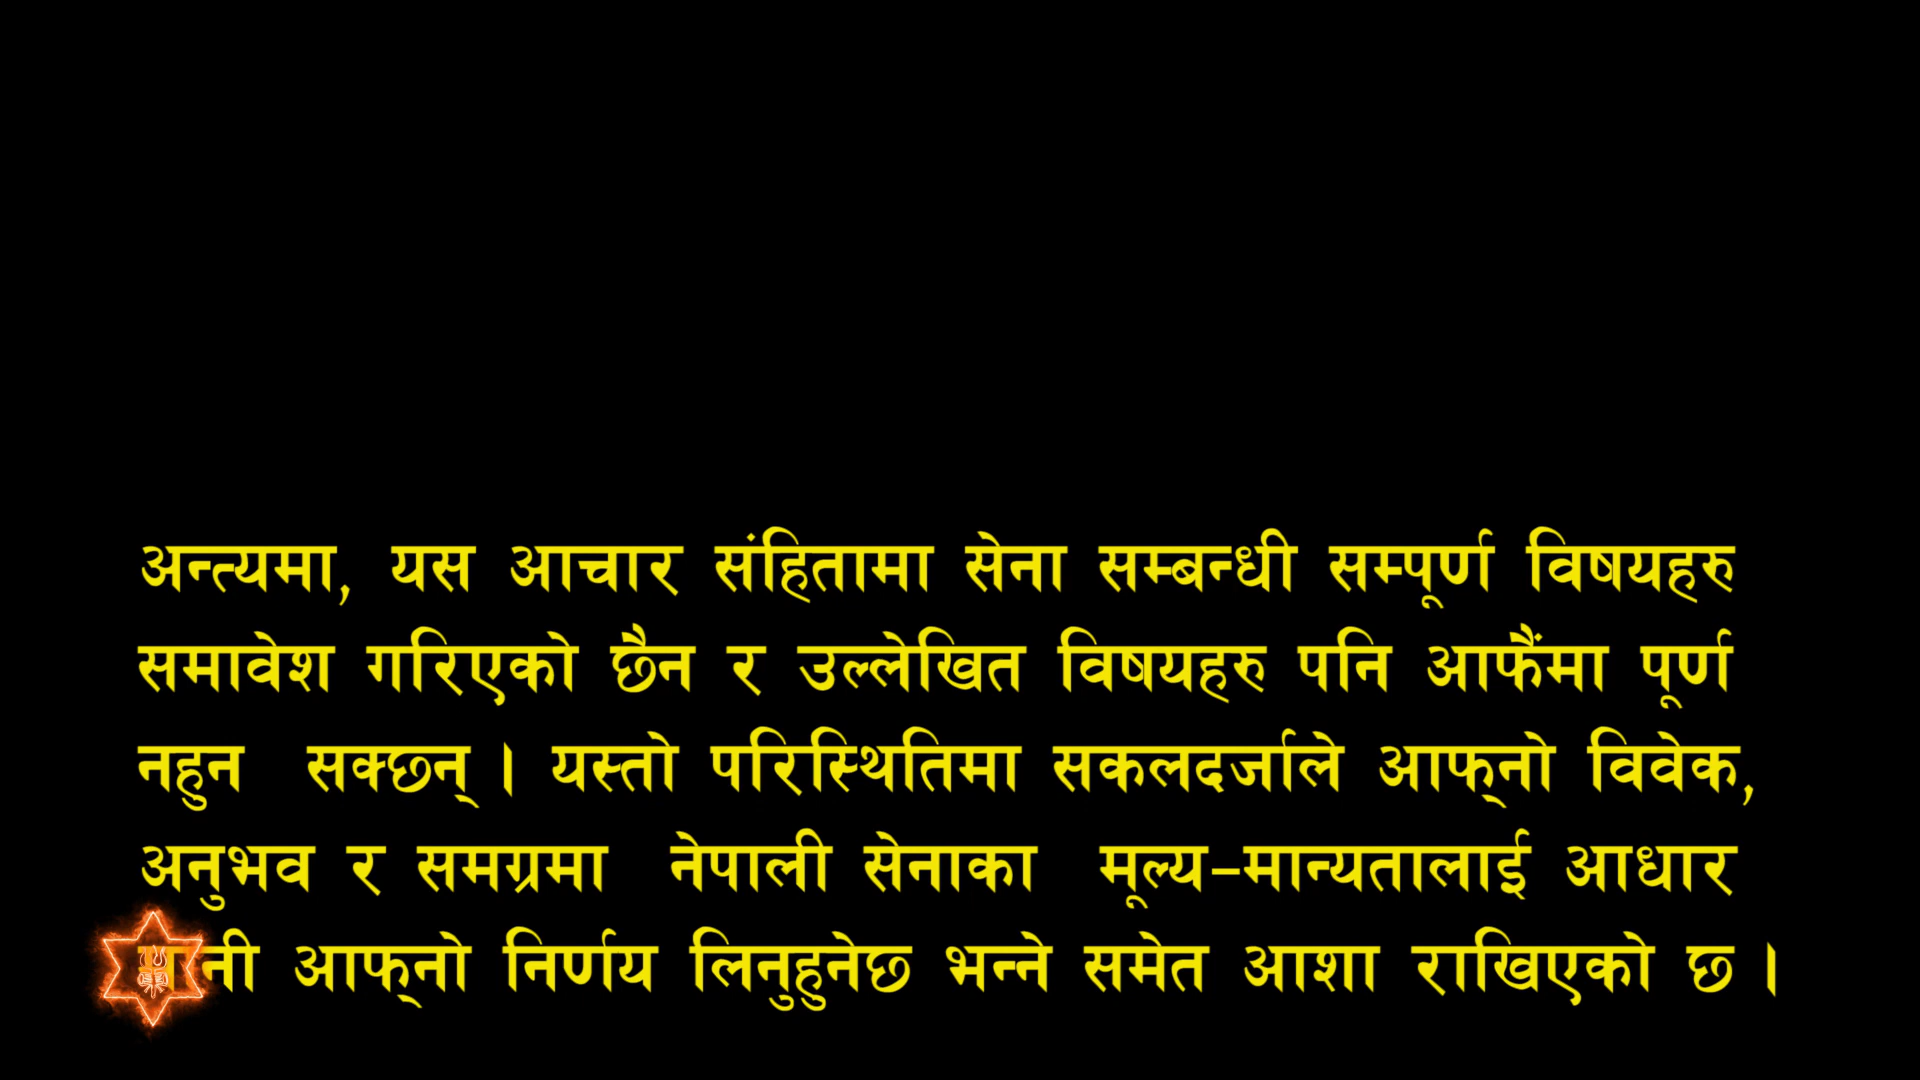 अन्त्यमा, यस आचार संहितामा सेना सम्बन्धी सम्पूर्ण विषयहरु
समावेश गरिएको छैन र उल्लेखित विषयहरु पनि आफैंमा पूर्ण
नहुन सक्छन् । यस्तो परिस्थितिमा सकलदर्जाले आफ्‍नो विवेक,
अनुभव र समग्रमा नेपाली सेनाका मूल्य-मान्यतालाई आधार
आफ्‍नो निर्णय लिनुहुनेछ भन्ने समेत आशा राखिएको छ ।